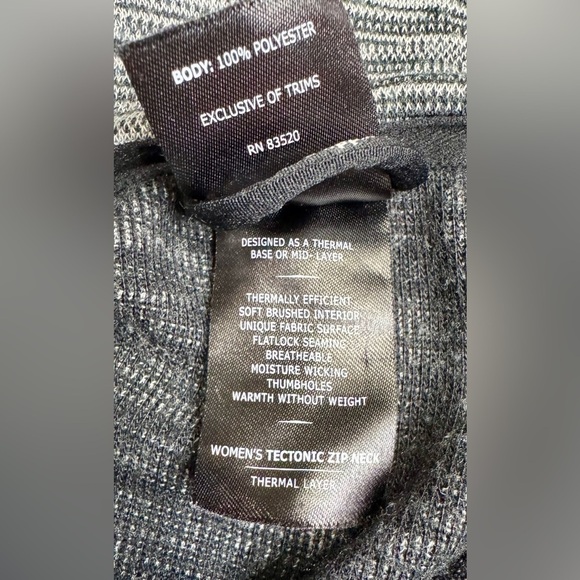 BODY: 100% POLYESTER
EXCLUSIVE OF TRIMS
RN 83520
DESIGNED AS A THERMAL
BASE OR MID- LAYER
THERMALLY EFFICIENT
SOFT BRUSHED INTERIOR
UNIQUE FABRIC SURFACE
FLATLOCK SEAMING
BREATHEABLE
MOISTURE WICKING
THUMBHOLES
WARMTH WITHOUT WEIGHT
WOMEN'S TECTONIC ZIP NECK
THERMAL LAYER